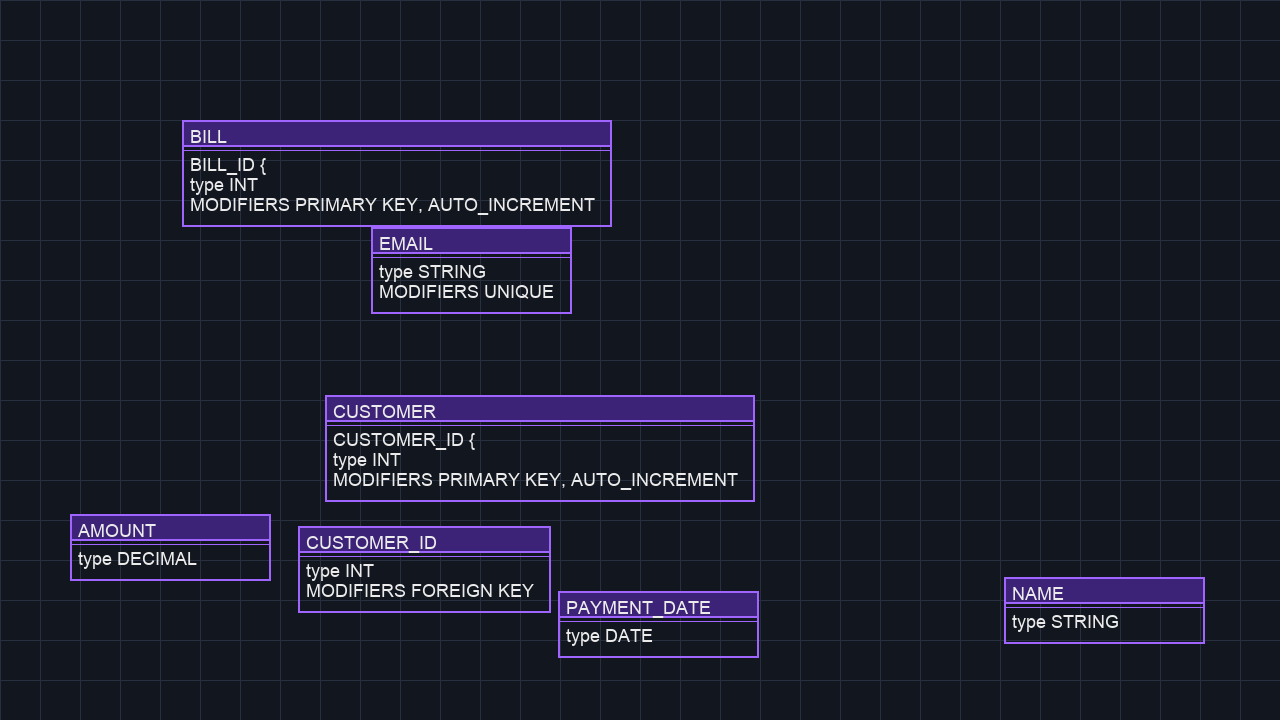 BILL
BILL_ID {
type INT
MODIFIERS PRIMARY KEY, AUTO_INCREMENT
EMAIL
type STRING
MODIFIERS UNIQUE
CUSTOMER
CUSTOMER_ID {
type INT
MODIFIERS PRIMARY KEY, AUTO_INCREMENT
AMOUNT
type DECIMAL
CUSTOMER_ID
type INT
MODIFIERS FOREIGN KEY
PAYMENT_DATE
type DATE
NAME
type STRING